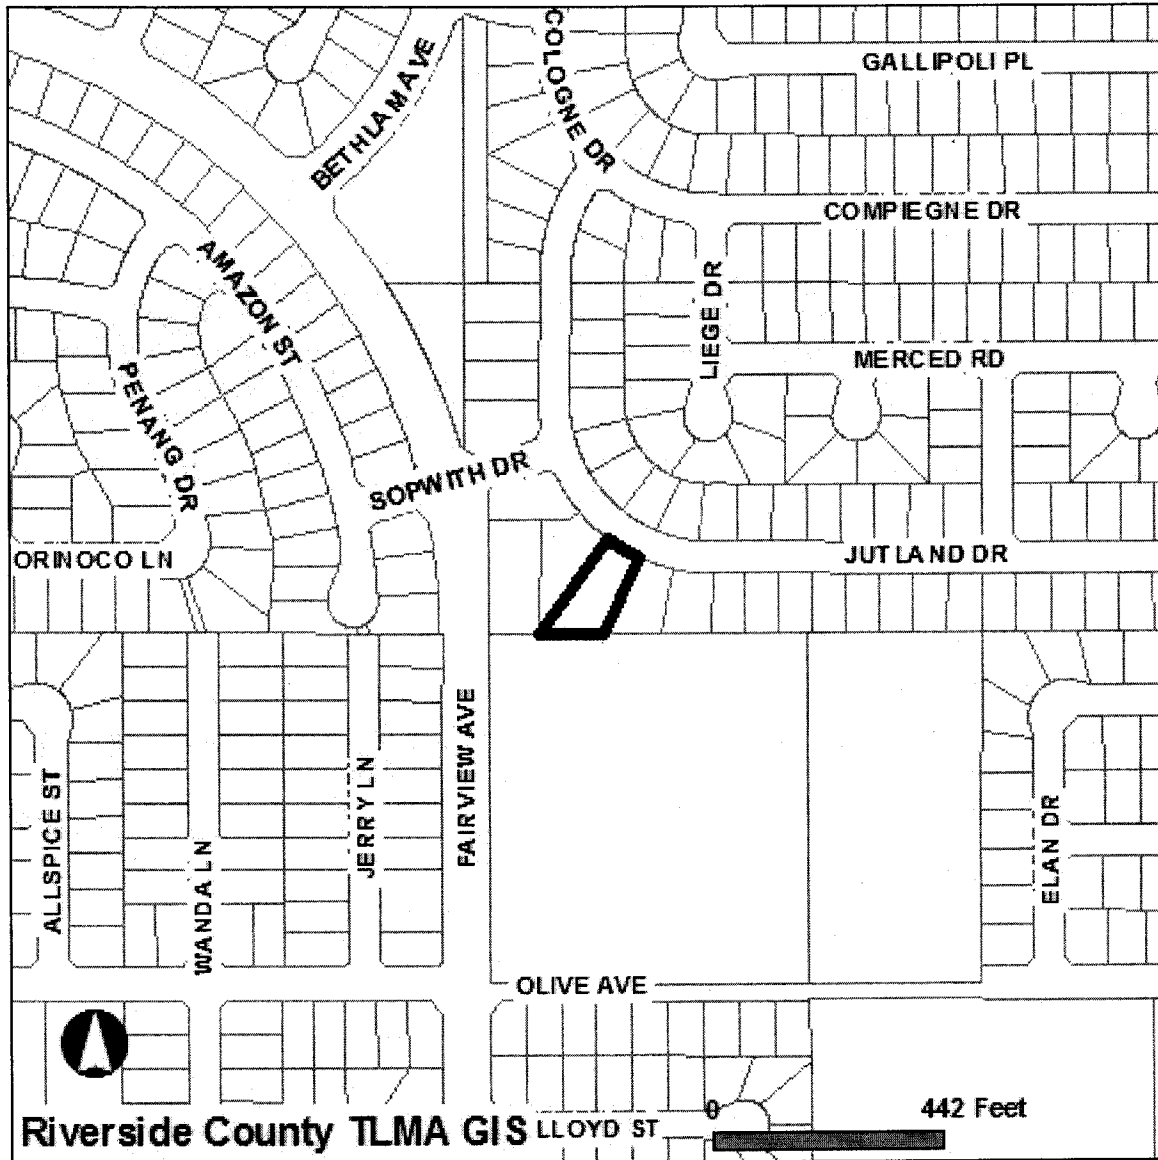 COLOGNE DR
BETHLAM AVE
GALLIPOLI PL
COMPIEGNE DR
AMAZON ST
LIEGE DR
MERCED RD
PENANG DR
SOPWITH DR
ORINOCO LN
JUTLAND DR
ALLSPICE ST
WANDA LN
JERRY LN
FAIRVIEW AVE
ELAN DR
OLIVE AVE
Riverside County TLMA GIS
LLOYD ST
0
442 Feet